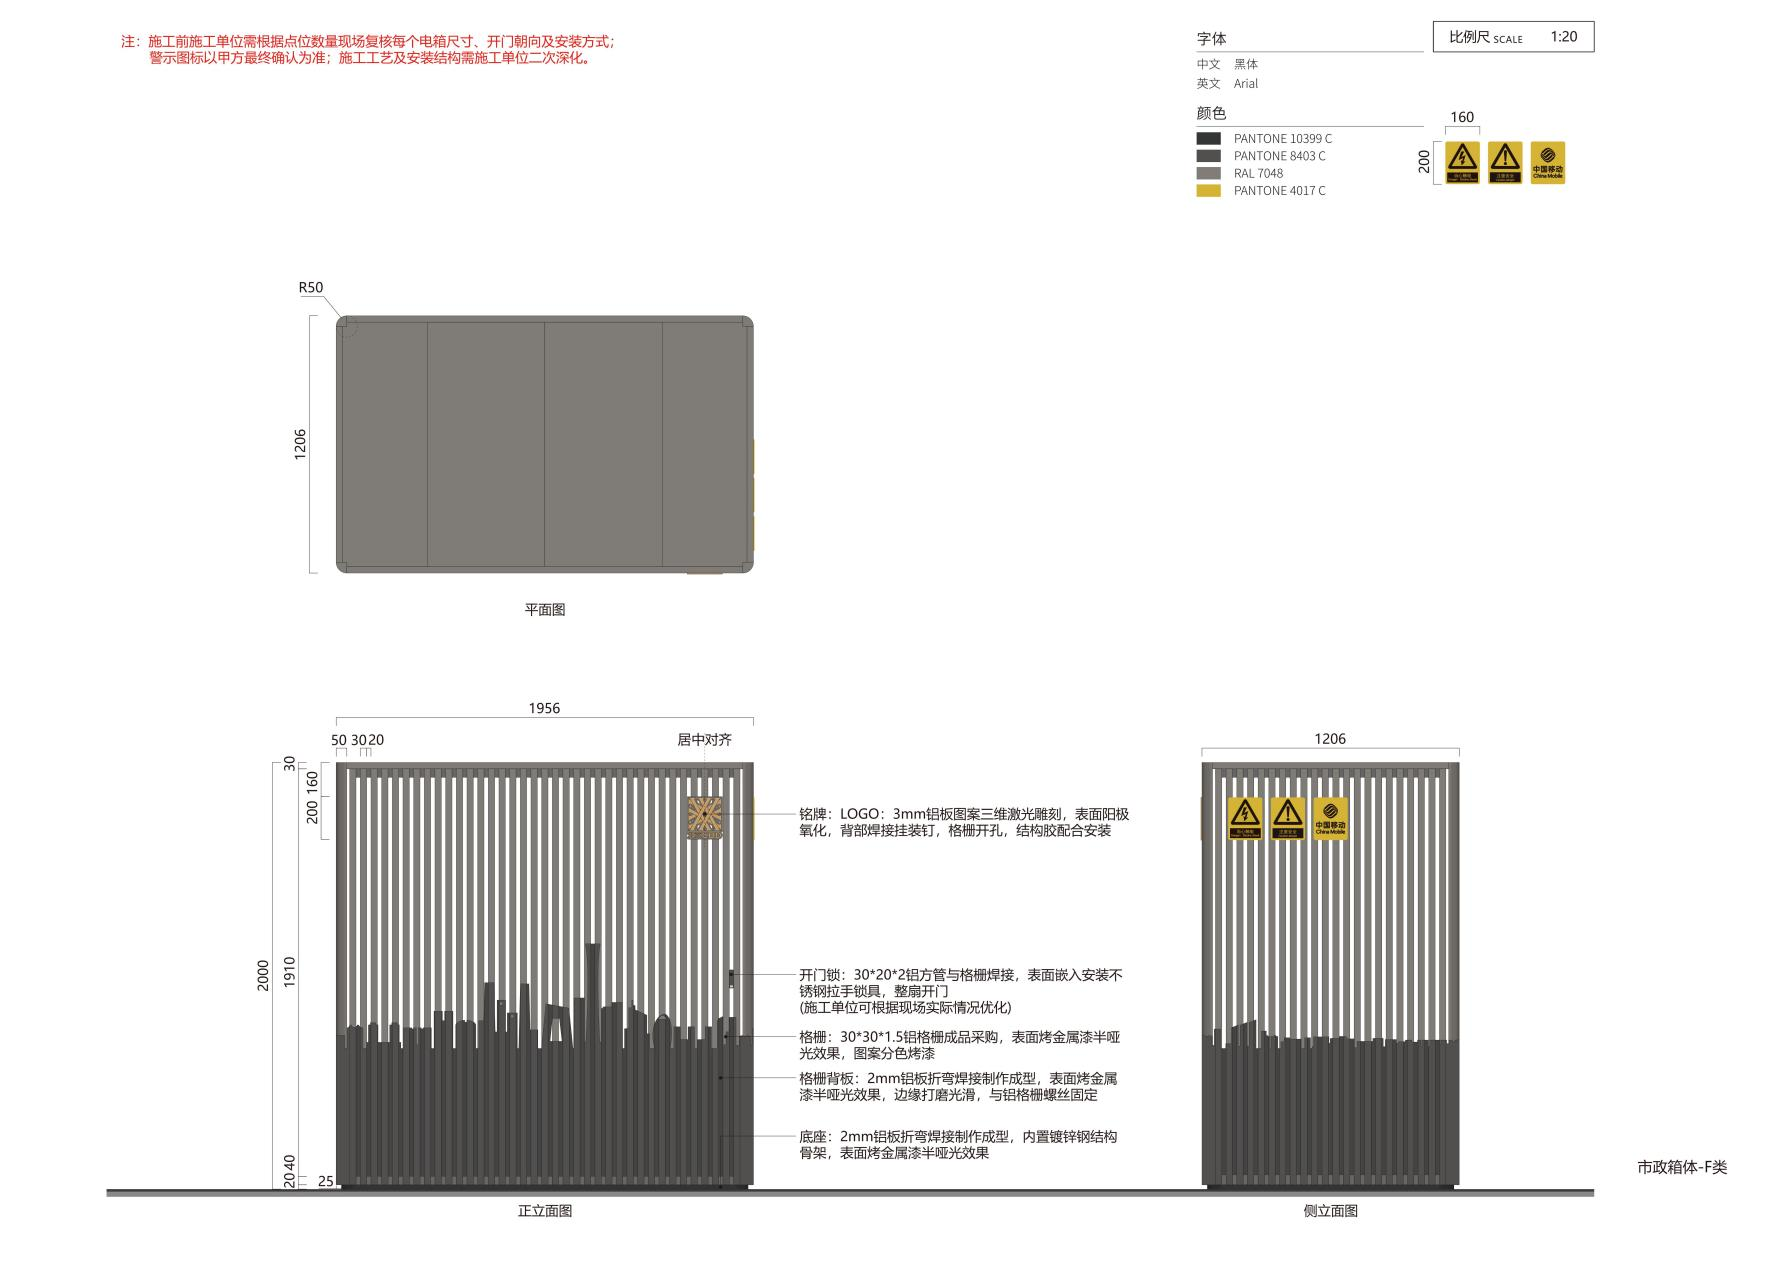 注：施工前施工单位需根据点位数量现场复核每个电箱尺寸、开门朝向及安装方式；
警示图标以甲方最终确认为准；施工工艺及安装结构需施工单位二次深化。
比例尺 SCALE 1:20
字体
中文 黑体
英文 Arial
颜色
PANTONE 10399 C
PANTONE 8403 C
RAL 7048
PANTONE 4017 C
160
200
中国移动
China Mobile
R50
1206
平面图
1956
50 30 20
居中对齐
30
160
200
2000
1910
40
20
25
铭牌：LOGO：3mm铝板图案三维激光雕刻，表面阳极
氧化，背部焊接挂装钉，格栅开孔，结构胶配合安装
开门锁：30*20*2铝方管与格栅焊接，表面嵌入安装不
锈钢拉手锁具，整扇开门
(施工单位可根据现场实际情况优化)
格栅：30*30*1.5铝格栅成品采购，表面烤金属漆半哑
光效果，图案分色烤漆
格栅背板：2mm铝板折弯焊接制作成型，表面烤金属
漆半哑光效果，边缘打磨光滑，与铝格栅螺丝固定
底座：2mm铝板折弯焊接制作成型，内置镀锌钢结构
骨架，表面烤金属漆半哑光效果
正立面图
1206
中国移动
China Mobile
侧立面图
市政箱体-F类